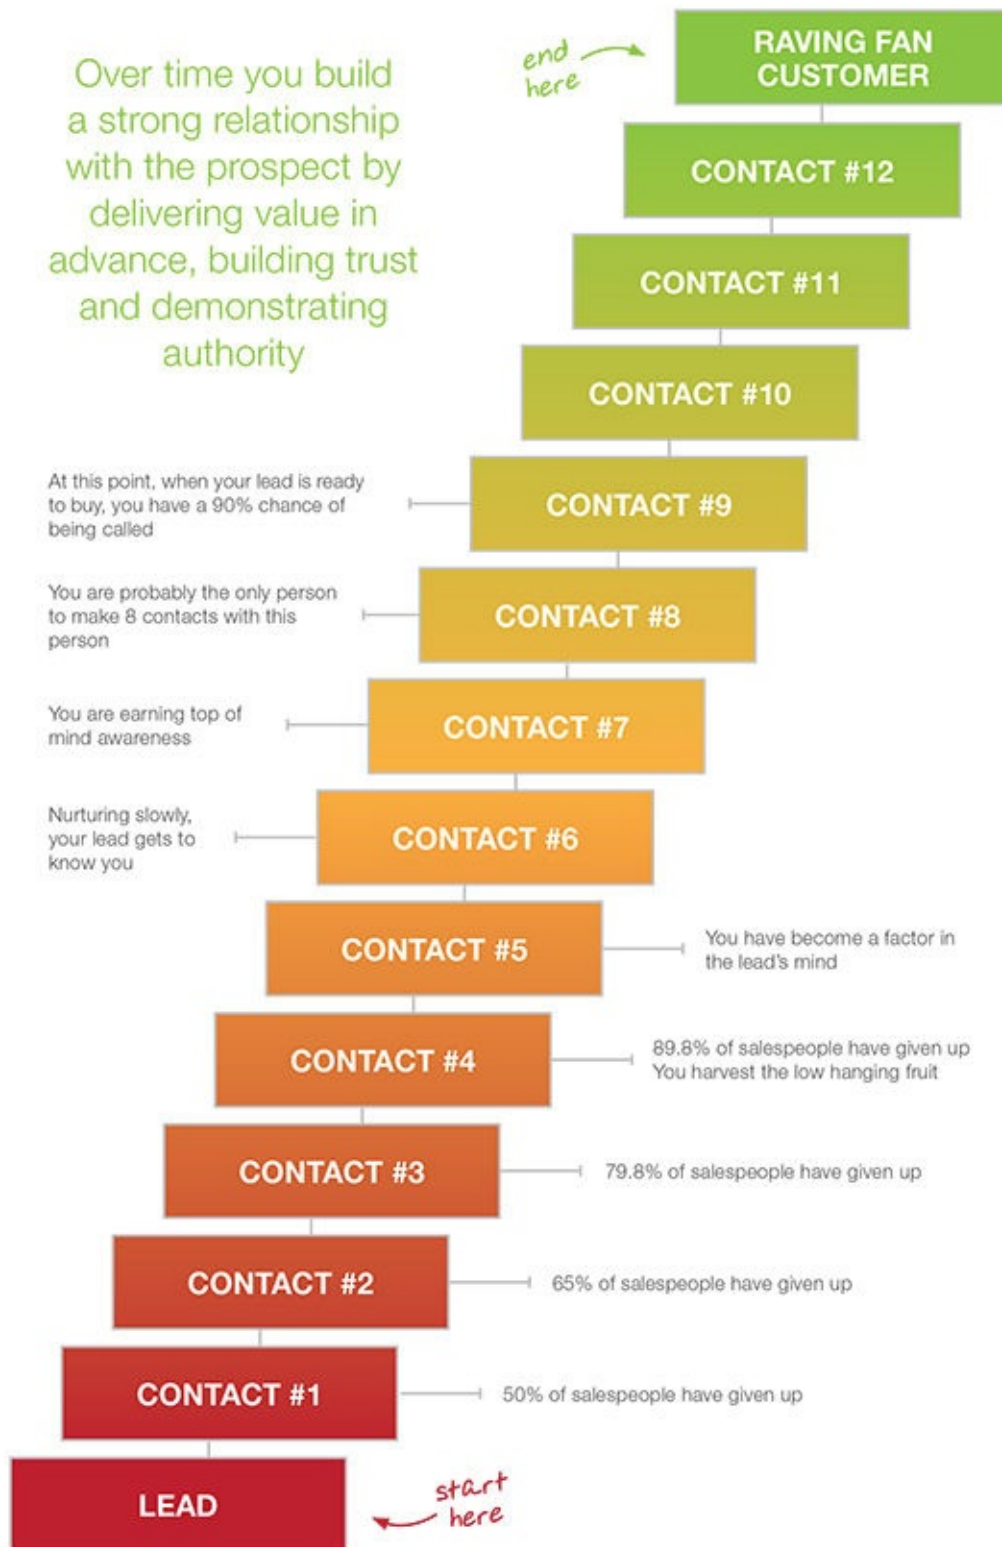 Over time you build
a strong relationship
with the prospect by
delivering value in
advance, building trust
and demonstrating
authority
end
here
RAVING FAN
CUSTOMER
CONTACT #12
CONTACT #11
CONTACT #10
At this point, when your lead is ready
to buy, you have a 90% chance of
being called
CONTACT #9
You are probably the only person
to make 8 contacts with this
person
CONTACT #8
You are earning top of
mind awareness
CONTACT #7
Nurturing slowly,
your lead gets to
know you
CONTACT #6
CONTACT #5
You have become a factor in
the lead's mind
CONTACT #4
89.8% of salespeople have given up
You harvest the low hanging fruit
CONTACT #3
79.8% of salespeople have given up
CONTACT #2
65% of salespeople have given up
CONTACT #1
50% of salespeople have given up
LEAD
start
here